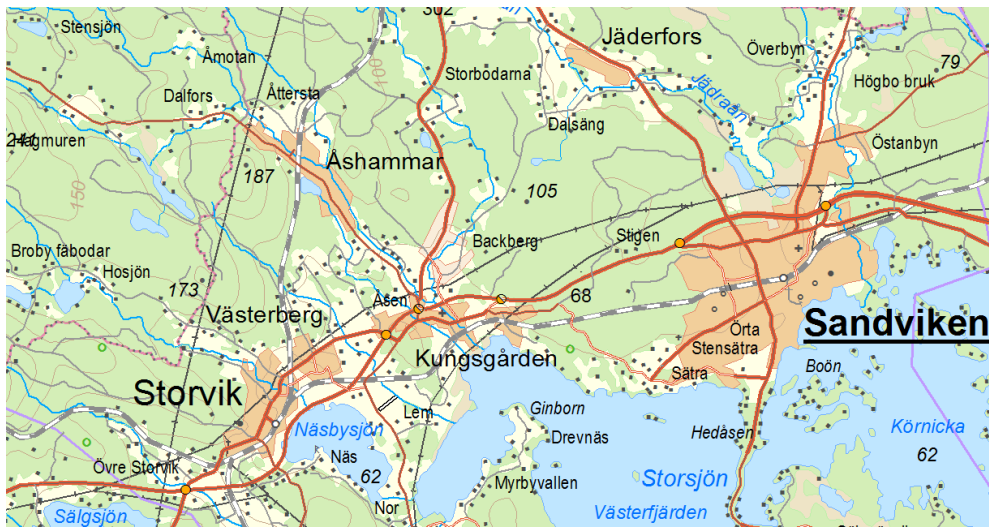 302
Stensjön
Jäderfors
Överbyn
79
Åmotan
Storbodarna
Högbo bruk
Dalfors
Åttersta
Jädraån
Dalsäng
Östanbyn
Hagmuren
241
Åshammar
187
105
150
Backberg
Stigen
Broby fäbodar
Hosjön
173
Åsen
68
Västerberg
Örta
Sandviken
Stensätra
Kungsgården
Sätra
Boön
Storvik
Lem
Ginborn
Näsbysjön
Drevnäs
Hedåsen
Körnicka
62
Näs
Övre Storvik
62
Myrbyvallen
Storsjön
Nor
Västerfjärden
Sälgsjön